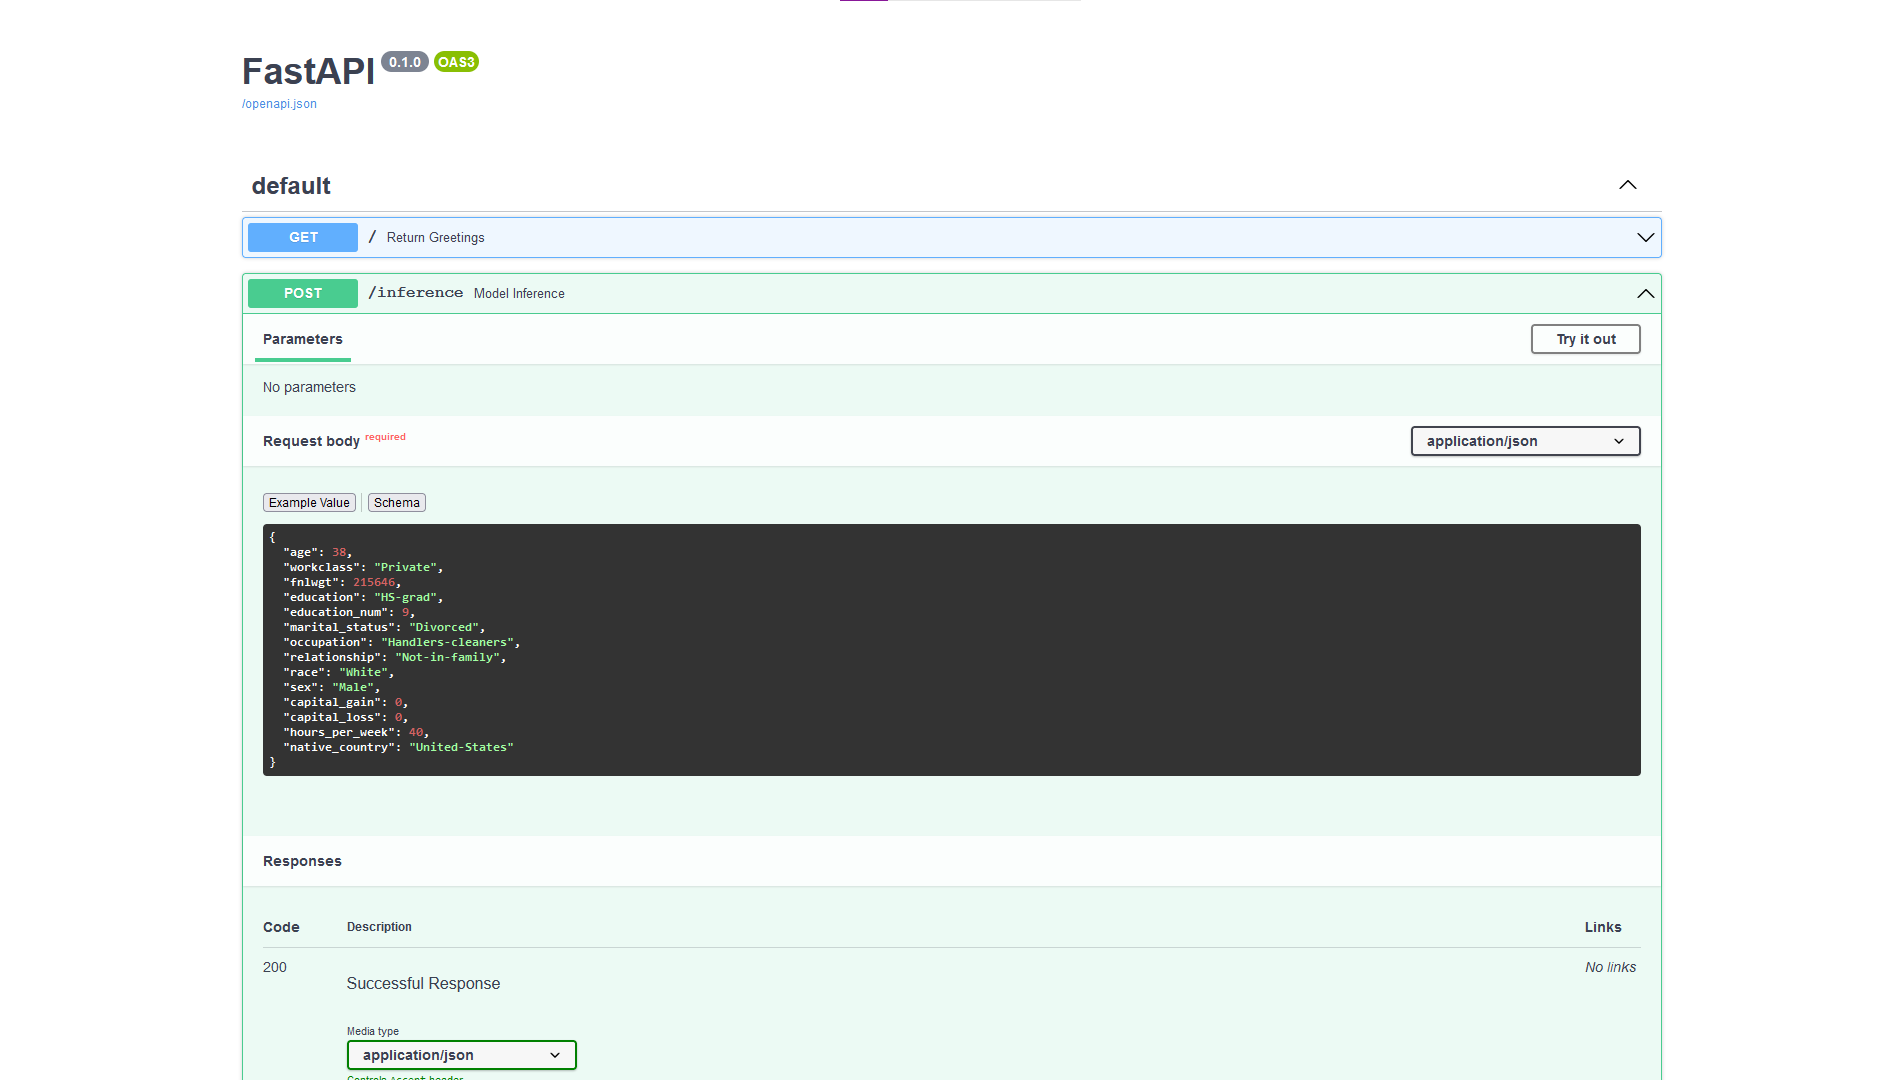 FastAPI 0.1.0 OAS3
/openapi.json
default
GET / Return Greetings
POST /inference Model Inference
Parameters Try it out
No parameters
Request body required application/json
Example Value Schema
{
  "age": 38,
  "workclass": "Private",
  "fnlwgt": 215646,
  "education": "HS-grad",
  "education_num": 9,
  "marital_status": "Divorced",
  "occupation": "Handlers-cleaners",
  "relationship": "Not-in-family",
  "race": "White",
  "sex": "Male",
  "capital_gain": 0,
  "capital_loss": 0,
  "hours_per_week": 40,
  "native_country": "United-States"
}
Responses
Code Description Links
200 Successful Response No links
Media type
application/json
Controls Accept header